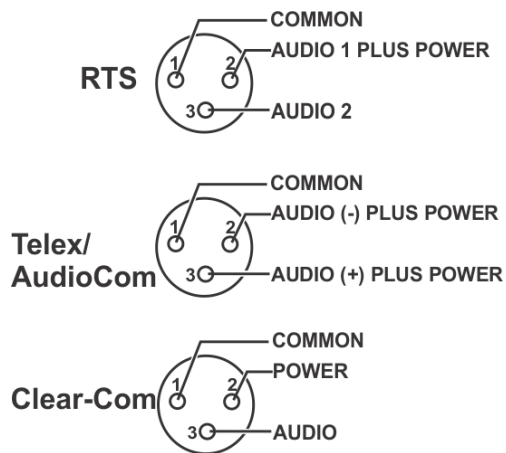 COMMON
AUDIO 1 PLUS POWER
RTS
1
2
3
AUDIO 2
COMMON
AUDIO (-) PLUS POWER
Telex/
AudioCom
1
2
3
AUDIO (+) PLUS POWER
COMMON
POWER
Clear-Com
1
2
3
AUDIO